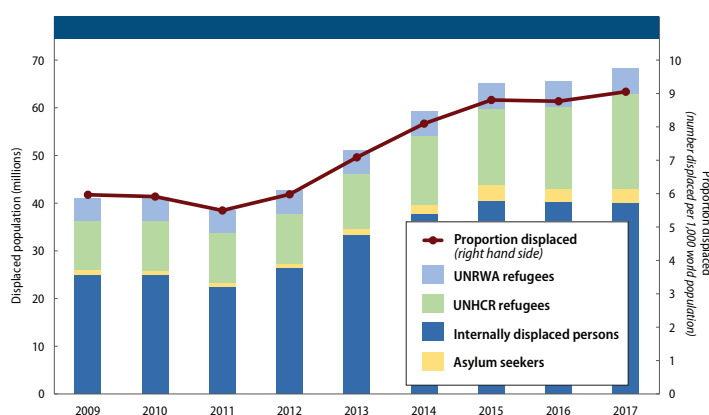 70
60
50
40
30
20
10
0
Displaced population (millions)
10
9
8
7
6
5
4
3
2
1
0
Proportion displaced
(number displaced per 1,000 world population)
Proportion displaced
(right hand side)
UNRWA refugees
UNHCR refugees
Internally displaced persons
Asylum seekers
2009 2010 2011 2012 2013 2014 2015 2016 2017